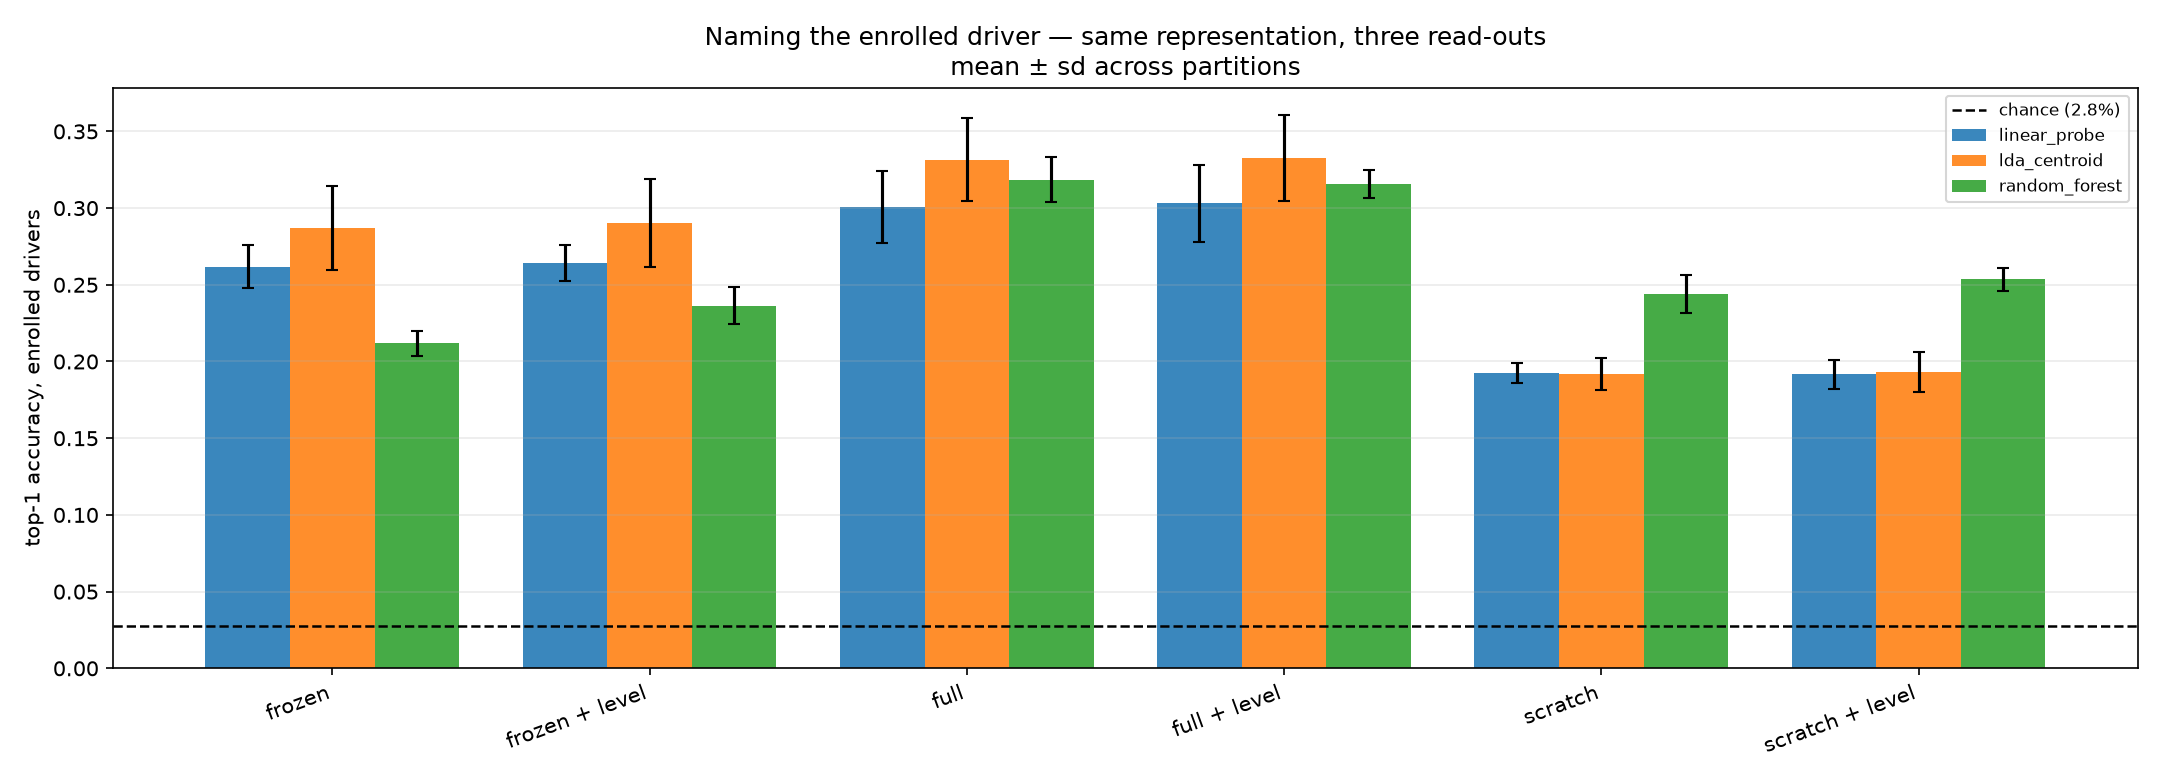 Naming the enrolled driver — same representation, three read-outs
mean ± sd across partitions
top-1 accuracy, enrolled drivers
0.35
0.30
0.25
0.20
0.15
0.10
0.05
0.00
chance (2.8%)
linear_probe
lda_centroid
random_forest
frozen
frozen + level
full
full + level
scratch
scratch + level